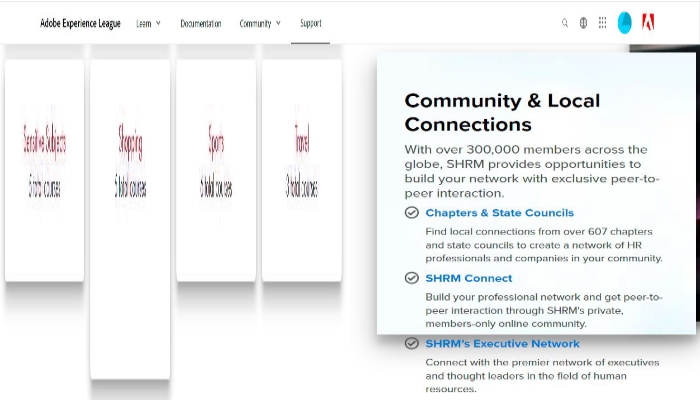 Adobe Experience League Learn Documentation Community Support
Sensitive Subjects
6 total courses
Shopping
5 total courses
Sports
6 total courses
Travel
3 total courses
Community & Local
Connections
With over 300,000 members across the
globe, SHRM provides opportunities to
build your network with exclusive peer-to-
peer interaction.
Chapters & State Councils
Find local connections from over 607 chapters
and state councils to create a network of HR
professionals and companies in your community.
SHRM Connect
Build your professional network and get peer-to-
peer interaction through SHRM's private,
members-only online community.
SHRM's Executive Network
Connect with the premier network of executives
and thought leaders in the field of human
resources.